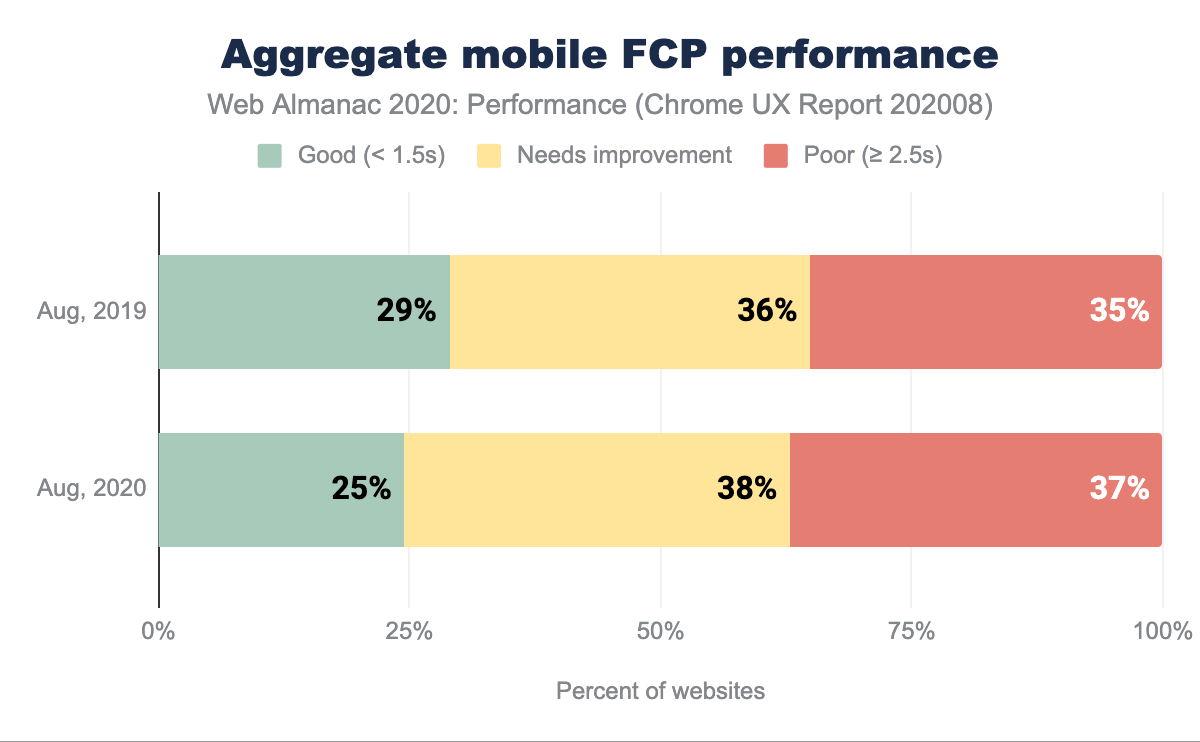 Aggregate mobile FCP performance
Web Almanac 2020: Performance (Chrome UX Report 202008)
Good (< 1.5s) Needs improvement Poor (≥ 2.5s)
Aug, 2019 29% 36% 35%
Aug, 2020 25% 38% 37%
0% 25% 50% 75% 100%
Percent of websites